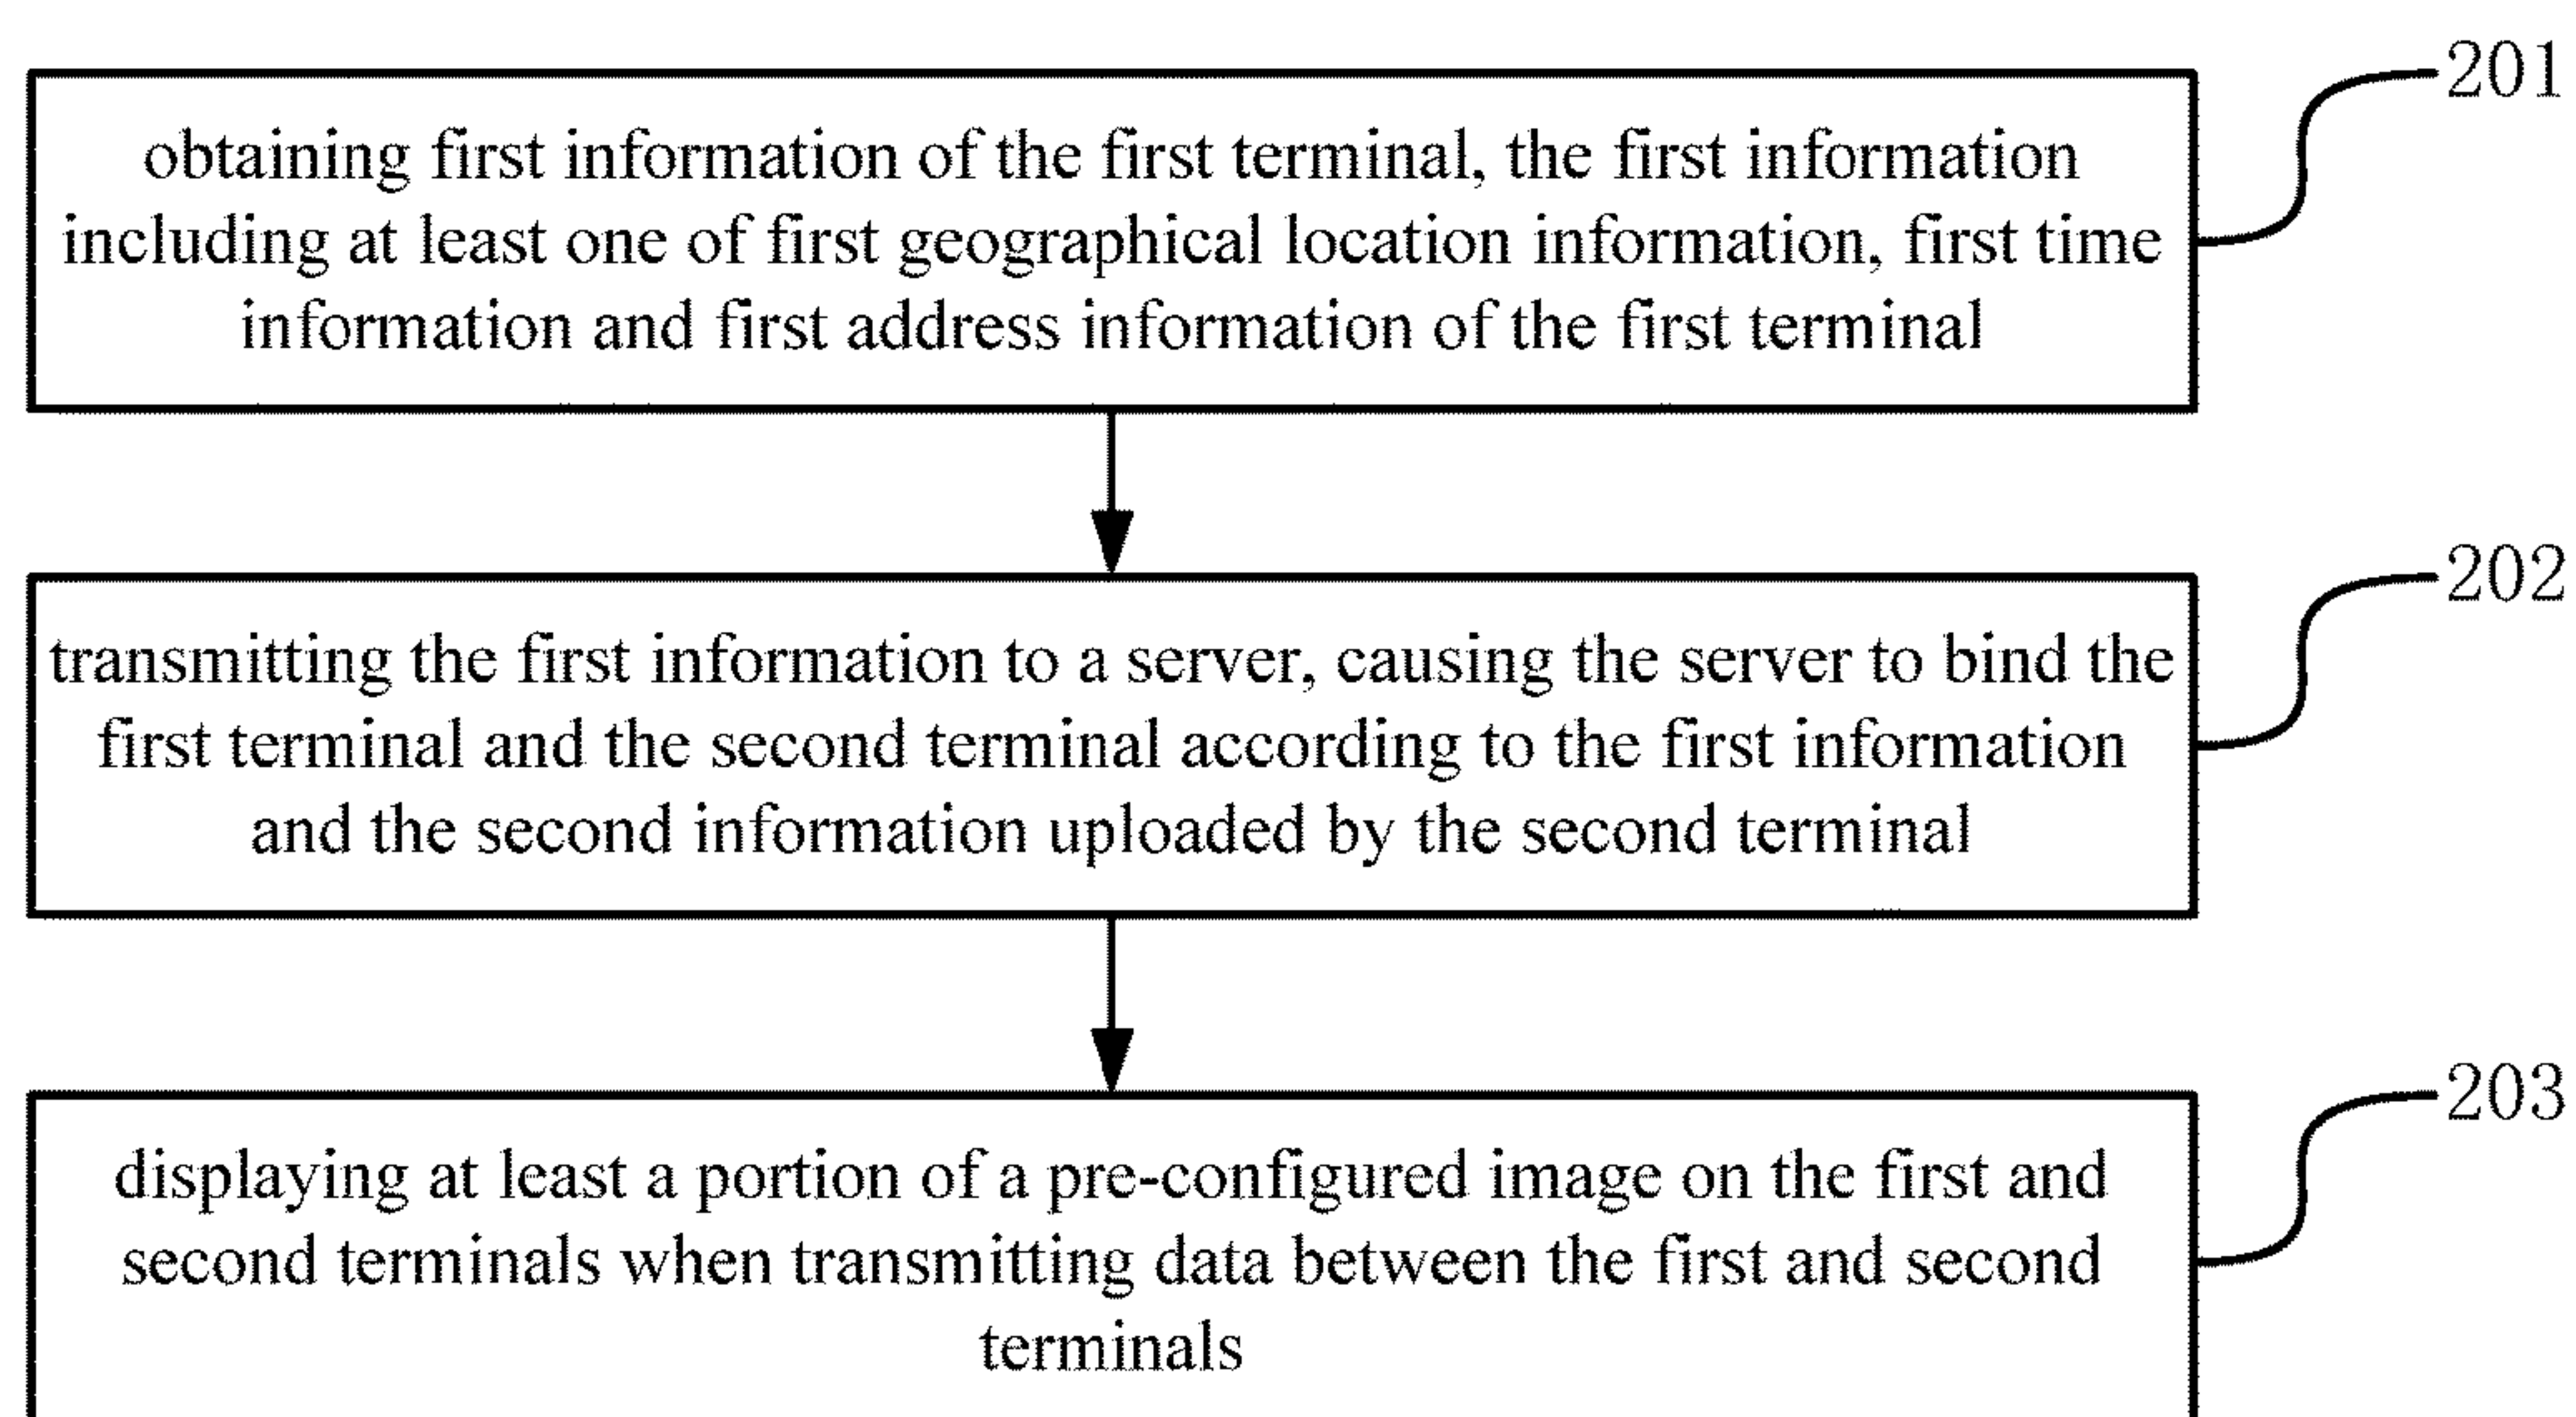 201
obtaining first information of the first terminal, the first information
including at least one of first geographical location information, first time
information and first address information of the first terminal
202
transmitting the first information to a server, causing the server to bind the
first terminal and the second terminal according to the first information
and the second information uploaded by the second terminal
203
displaying at least a portion of a pre-configured image on the first and
second terminals when transmitting data between the first and second
terminals